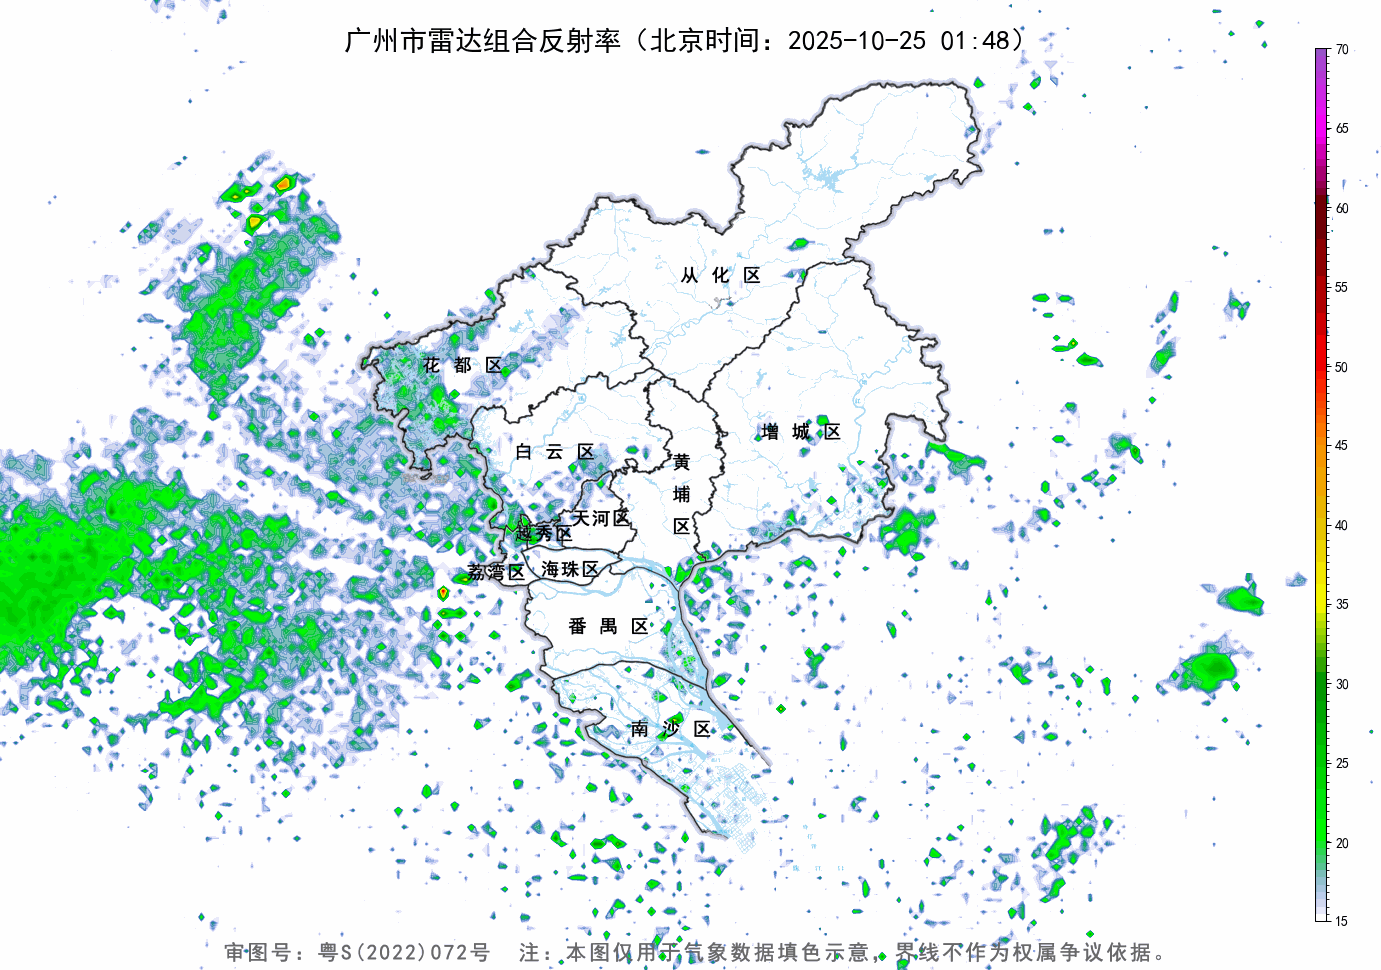 广州市雷达组合反射率（北京时间：2025-10-25 01:48）
70
65
60
55
50
45
40
35
30
25
20
15
从化区
花都区
增城区
白云区
黄埔区
天河区
越秀区
海珠区
荔湾区
番禺区
南沙区
审图号：粤S(2022)072号 注：本图仅用于气象数据填色示意，界线不作为权属争议依据。